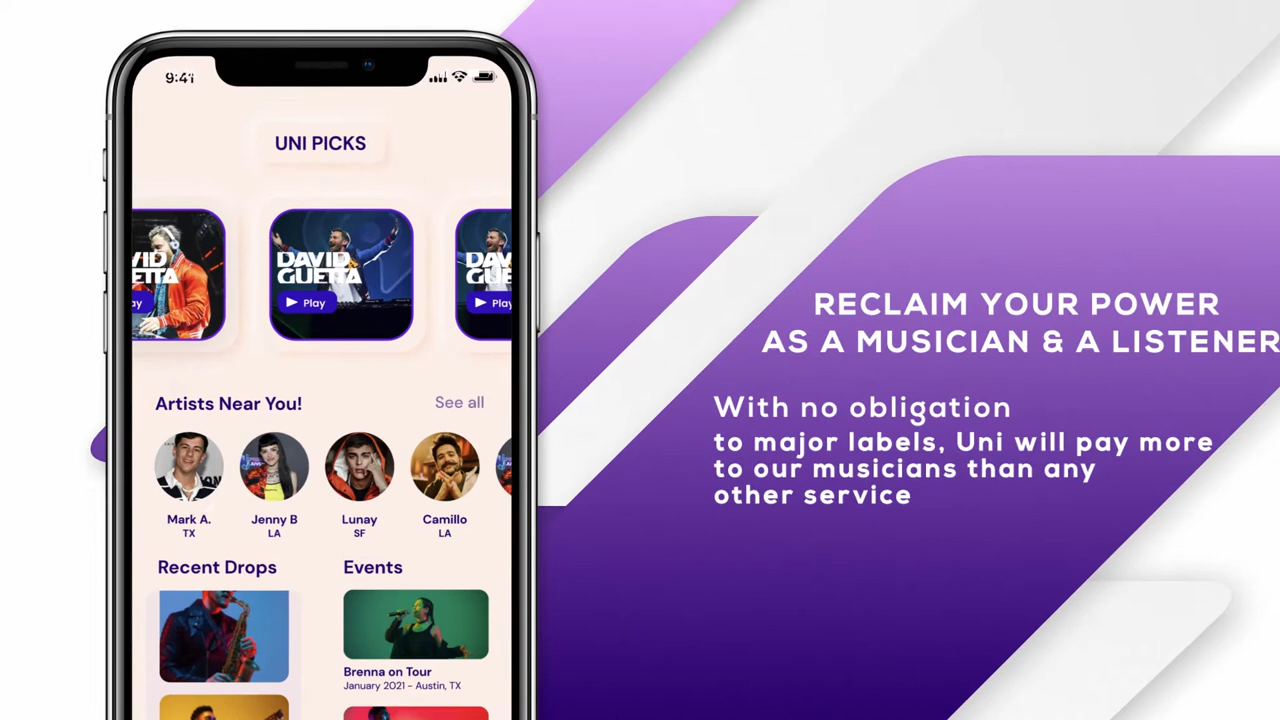 9:41
UNI PICKS
DAVID
GUETTA
Play
Artists Near You!
See all
Mark A.
TX
Jenny B
LA
Lunay
SF
Camillo
LA
Recent Drops
Events
Brenna on Tour
January 2021 - Austin, TX
RECLAIM YOUR POWER
AS A MUSICIAN & A LISTENER
With no obligation
to major labels, Uni will pay more
to our musicians than any
other service